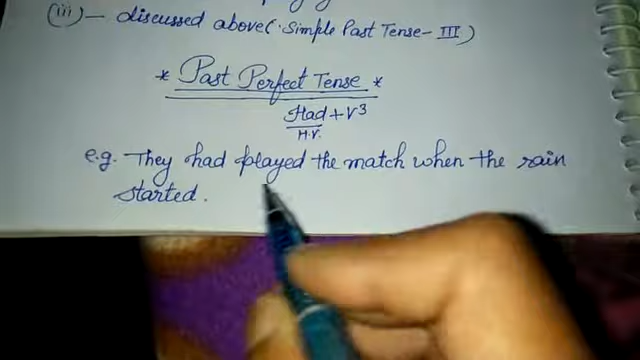 (iii) – discussed above (Simple Past Tense - III)
* Past Perfect Tense *
Had + V³
H.V.
e.g. They had played the match when the rain
started.